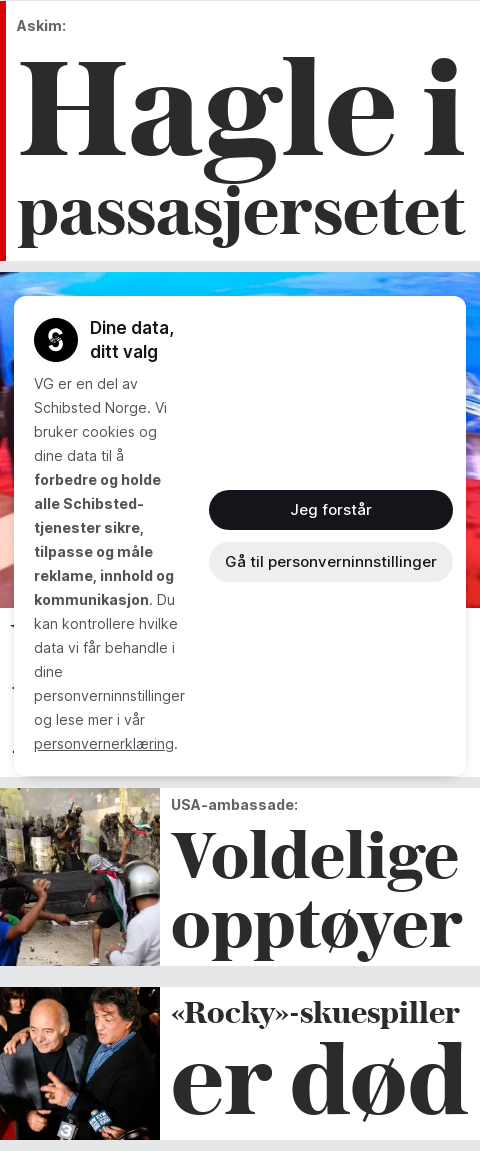 Askim:
Hagle i
passasjersetet
Dine data,
ditt valg
VG er en del av
Schibsted Norge. Vi
bruker cookies og
dine data til å
forbedre og holde
alle Schibsted-
tjenester sikre,
tilpasse og måle
reklame, innhold og
kommunikasjon. Du
kan kontrollere hvilke
data vi får behandle i
dine
personverninnstillinger
og lese mer i vår
personvernerklæring.
Jeg forstår
Gå til personverninnstillinger
USA-ambassade:
Voldelige
opptøyer
«Rocky»-skuespiller
er død